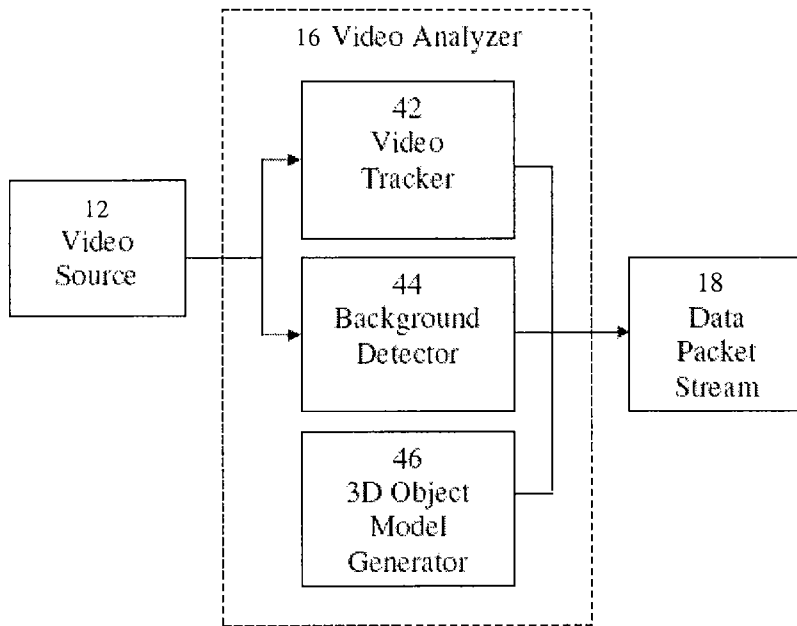 16 Video Analyzer
42
Video
Tracker
12
Video
Source
44
Background
Detector
18
Data
Packet
Stream
46
3D Object
Model
Generator